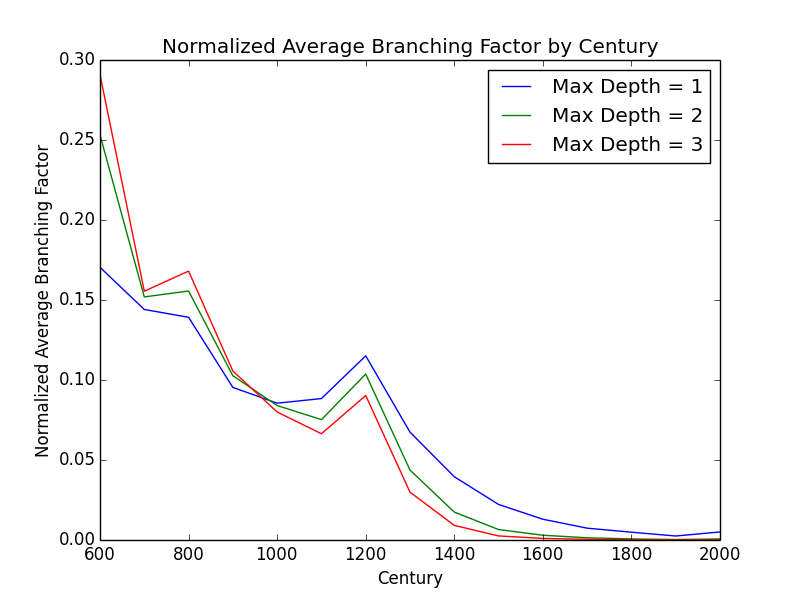 Normalized Average Branching Factor by Century
Max Depth = 1
Max Depth = 2
Max Depth = 3
Normalized Average Branching Factor
0.30
0.25
0.20
0.15
0.10
0.05
0.00
600 800 1000 1200 1400 1600 1800 2000
Century